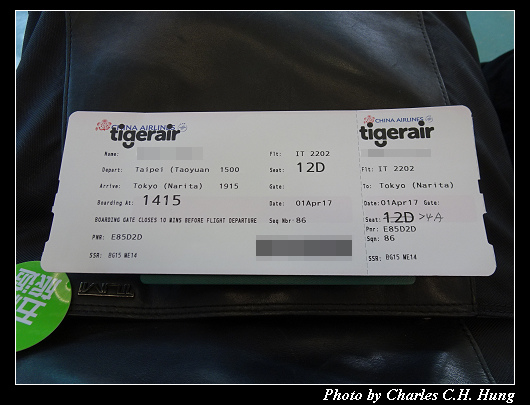 CHINA AIRLINES
tigerair
Name:
Flt: IT 2202
Depart: Taipei (Taoyuan 1500
Seat: 12D
Arrive: Tokyo (Narita) 1915
Gate:
Boarding At: 1415
Date: 01Apr17
BOARDING GATE CLOSES 10 MINS BEFORE FLIGHT DEPARTURE
Seq Nbr: 86
PNR: E85D2D
SSR: BG15 ME14
CHINA AIRLINES
tigerair
Flt: IT 2202
To: Tokyo (Narita)
Date: 01Apr17 Gate:
Seat: 12D
Pnr: E85D2D
Sqn: 86
SSR: BG15 ME14
TUMI
Photo by Charles C.H. Hung